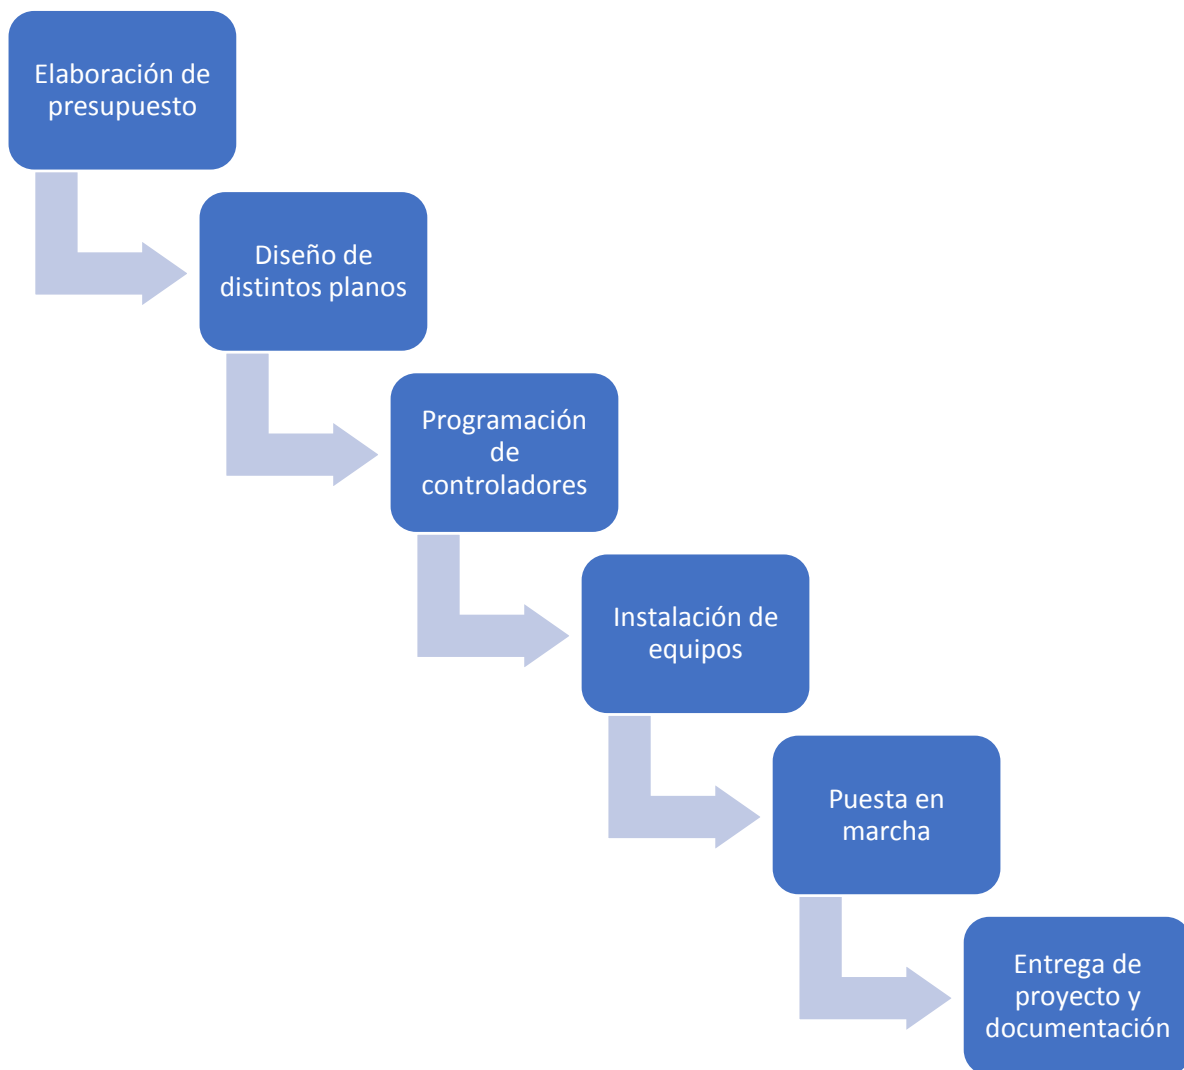 Elaboración de
presupuesto
Diseño de
distintos planos
Programación
de
controladores
Instalación de
equipos
Puesta en
marcha
Entrega de
proyecto y
documentación